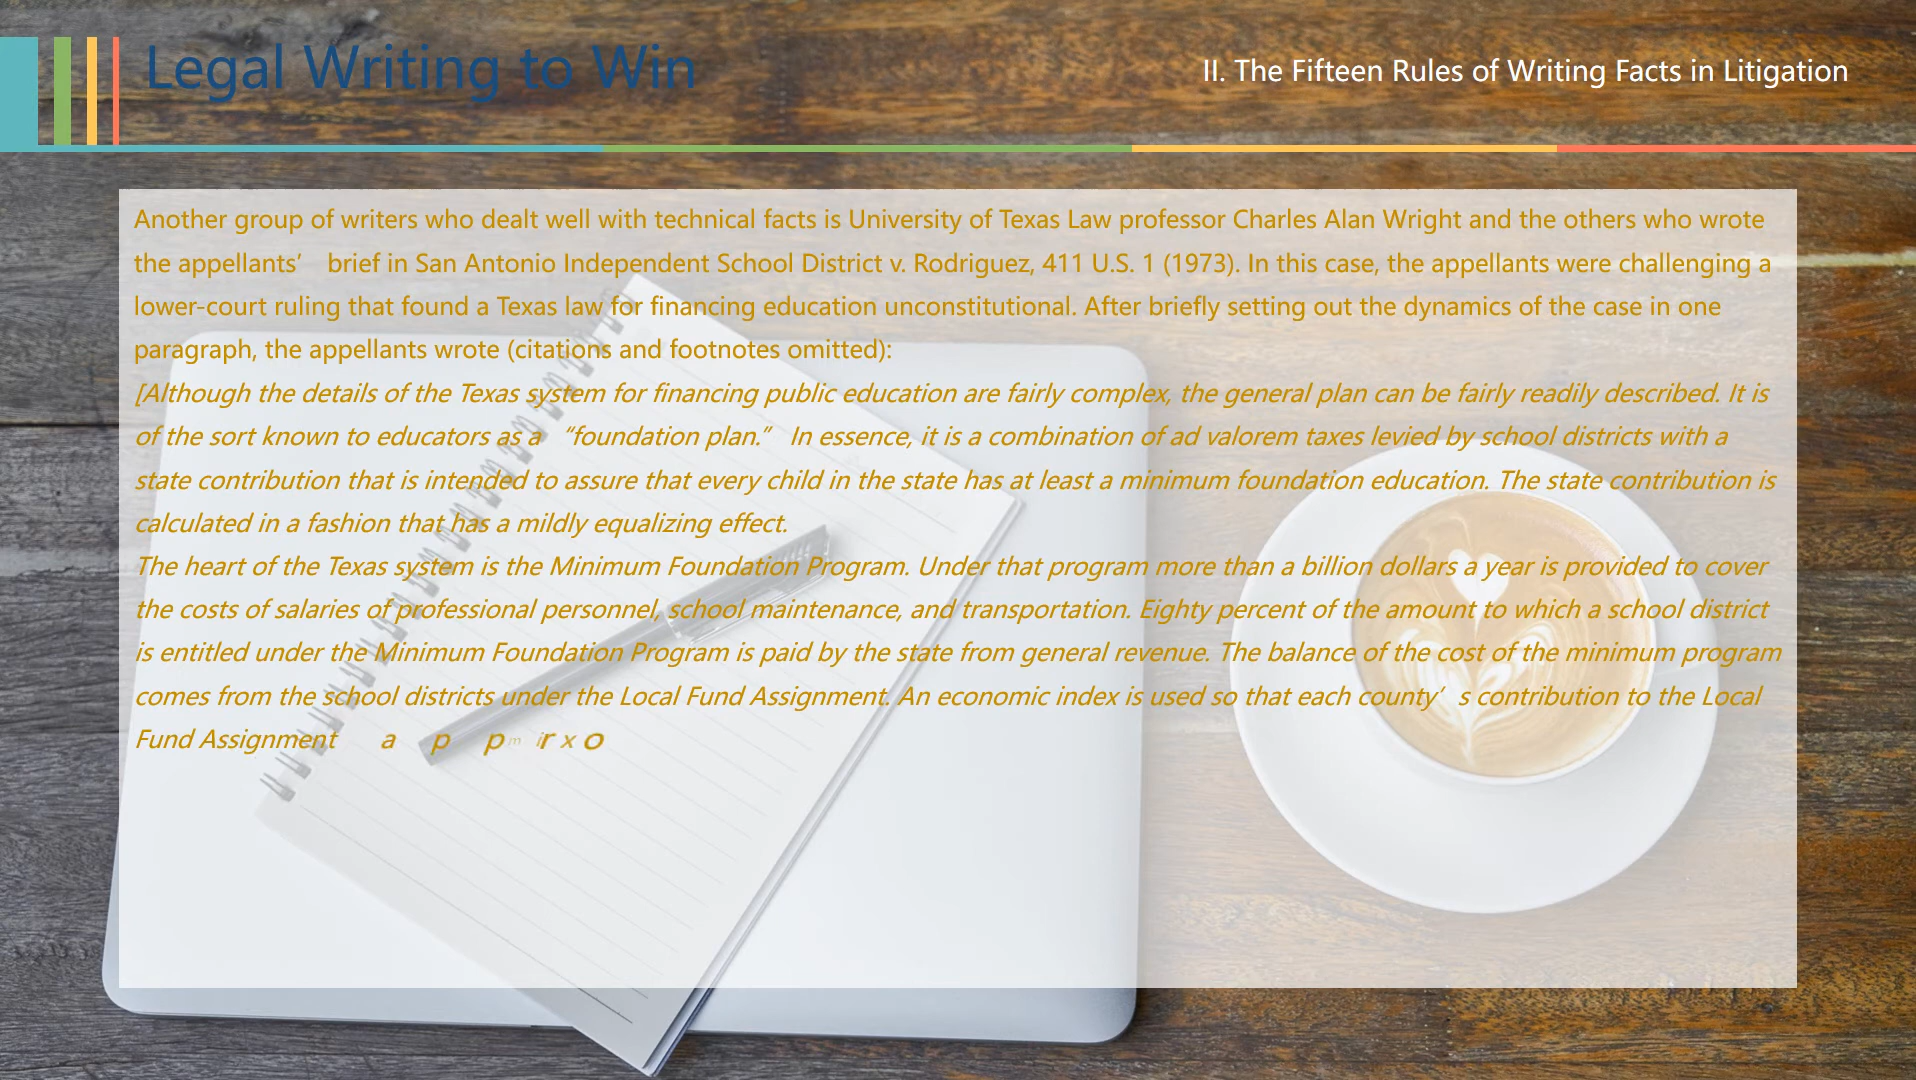 Legal Writing to Win
II. The Fifteen Rules of Writing Facts in Litigation
Another group of writers who dealt well with technical facts is University of Texas Law professor Charles Alan Wright and the others who wrote
the appellants’ brief in San Antonio Independent School District v. Rodriguez, 411 U.S. 1 (1973). In this case, the appellants were challenging a
lower-court ruling that found a Texas law for financing education unconstitutional. After briefly setting out the dynamics of the case in one
paragraph, the appellants wrote (citations and footnotes omitted):
[Although the details of the Texas system for financing public education are fairly complex, the general plan can be fairly readily described. It is
of the sort known to educators as a “foundation plan.” In essence, it is a combination of ad valorem taxes levied by school districts with a
state contribution that is intended to assure that every child in the state has at least a minimum foundation education. The state contribution is
calculated in a fashion that has a mildly equalizing effect.
The heart of the Texas system is the Minimum Foundation Program. Under that program more than a billion dollars a year is provided to cover
the costs of salaries of professional personnel, school maintenance, and transportation. Eighty percent of the amount to which a school district
is entitled under the Minimum Foundation Program is paid by the state from general revenue. The balance of the cost of the minimum program
comes from the school districts under the Local Fund Assignment. An economic index is used so that each county’s contribution to the Local
Fund Assignment